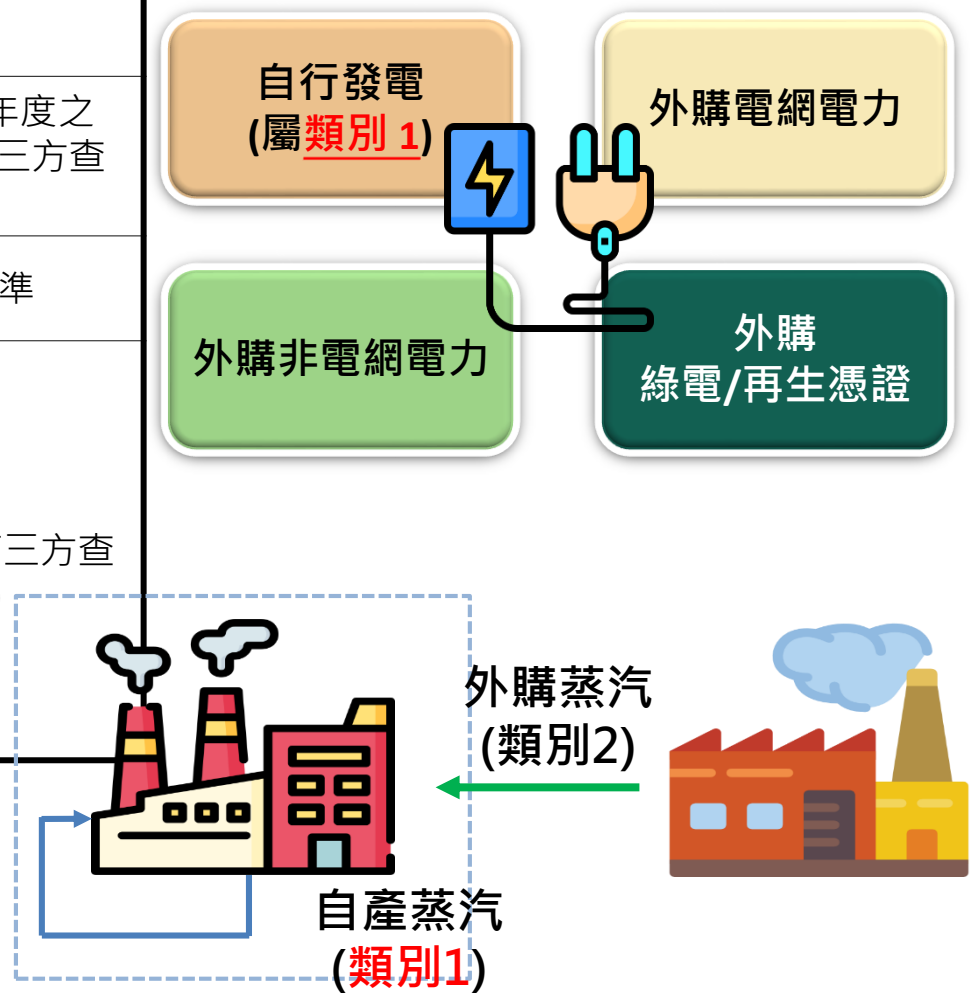 年度之
三方查
準
三方查
自行發電
(屬類別 1)
外購電網電力
外購非電網電力
外購
綠電/再生憑證
外購蒸汽
(類別2)
自產蒸汽
(類別1)